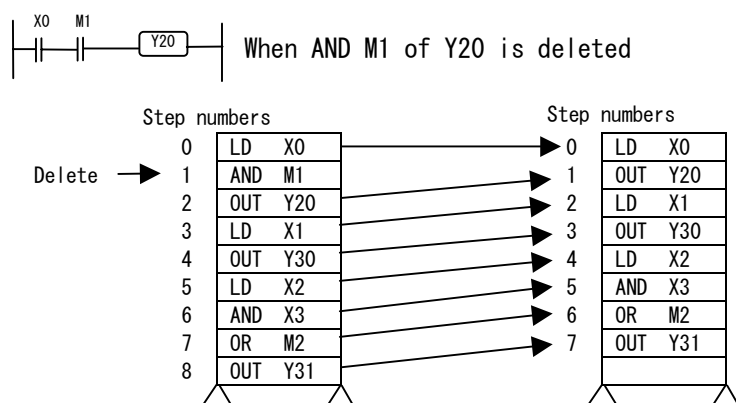 X0 M1
Y20
When AND M1 of Y20 is deleted
Step numbers
Step numbers
0 LD X0
0 LD X0
Delete
1 AND M1
1 OUT Y20
2 OUT Y20
2 LD X1
3 LD X1
3 OUT Y30
4 OUT Y30
4 LD X2
5 LD X2
5 AND X3
6 AND X3
6 OR M2
7 OR M2
7 OUT Y31
8 OUT Y31